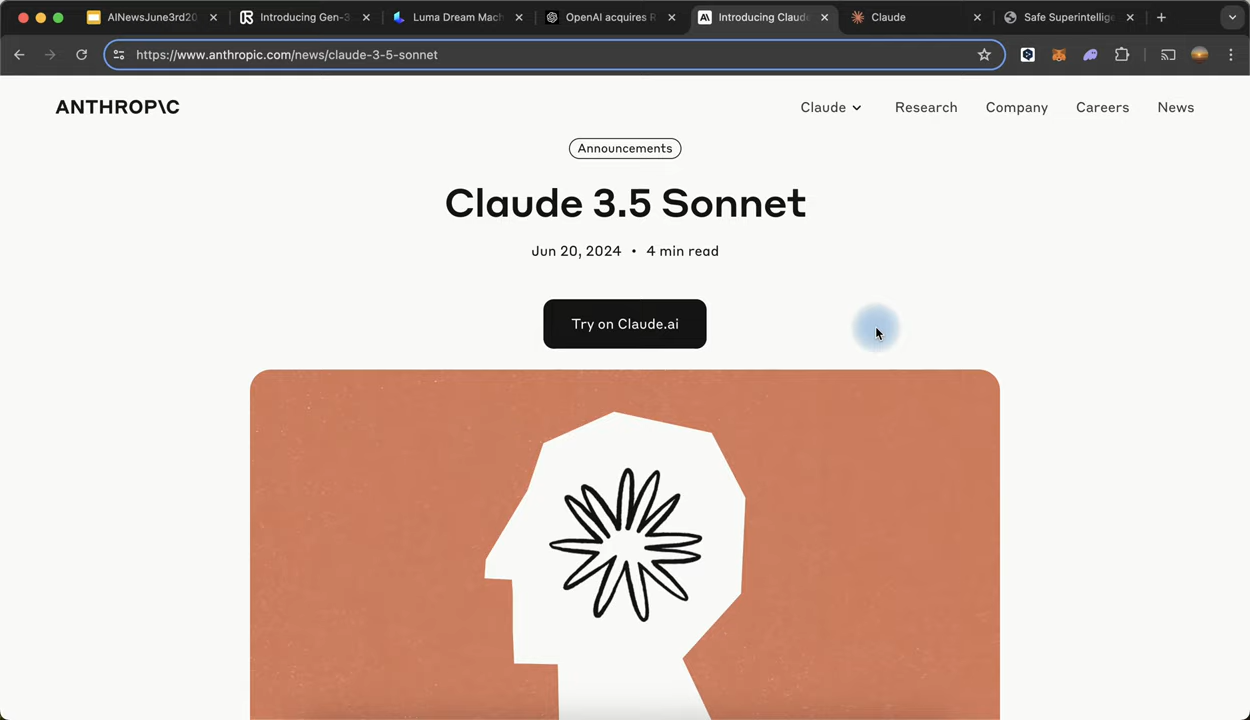 AINewsJune3rd20
Introducing Gen-3
Luma Dream Mach
OpenAI acquires R
Introducing Claude
Claude
Safe Superintellige
https://www.anthropic.com/news/claude-3-5-sonnet
ANTHROP\C
Claude
Research
Company
Careers
News
Announcements
Claude 3.5 Sonnet
Jun 20, 2024 • 4 min read
Try on Claude.ai